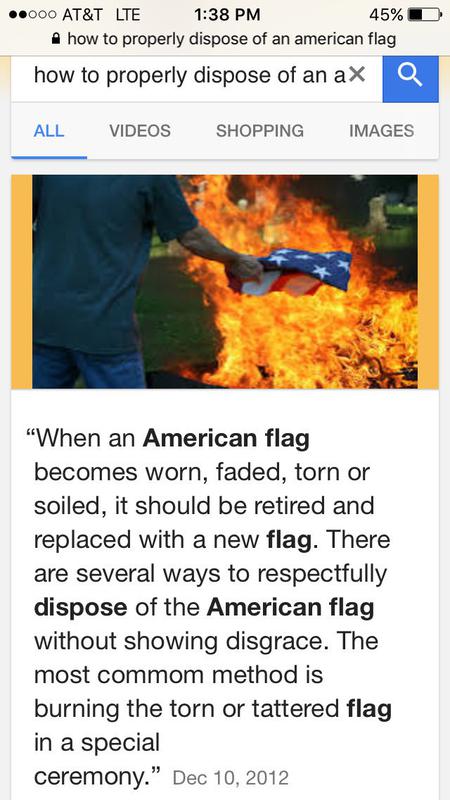 AT&T LTE 1:38 PM 45%
how to properly dispose of an american flag
how to properly dispose of an a
ALL VIDEOS SHOPPING IMAGES
“When an American flag
becomes worn, faded, torn or
soiled, it should be retired and
replaced with a new flag. There
are several ways to respectfully
dispose of the American flag
without showing disgrace. The
most commom method is
burning the torn or tattered flag
in a special
ceremony.” Dec 10, 2012